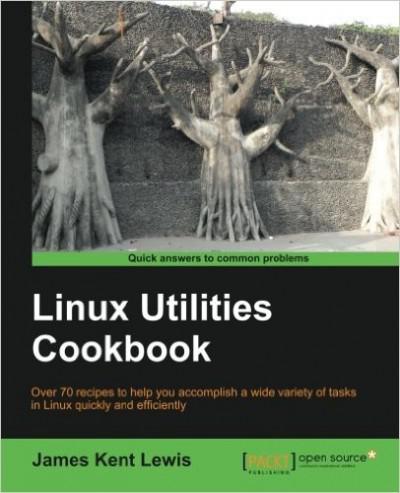 Quick answers to common problems
Linux Utilities
Cookbook
Over 70 recipes to help you accomplish a wide variety of tasks
in Linux quickly and efficiently
James Kent Lewis
[PACKT] open source*
PUBLISHING